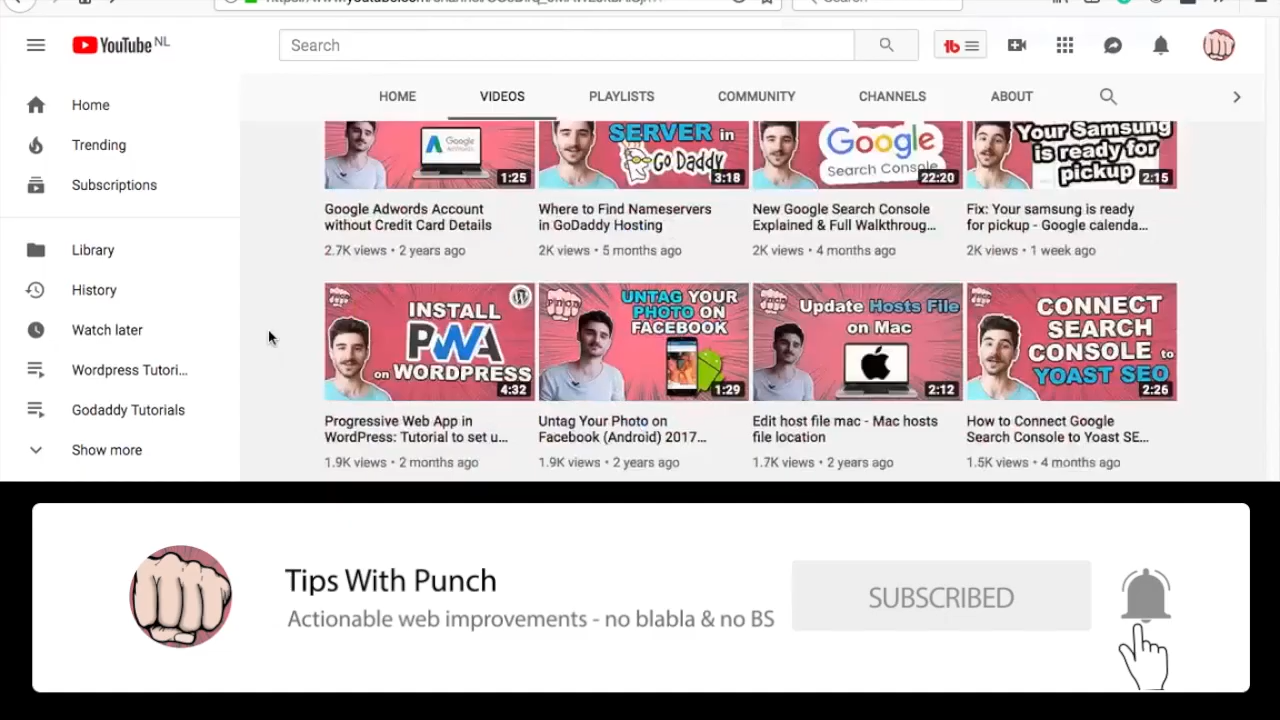 YouTube NL
Search
Home
Trending
Subscriptions
Library
History
Watch later
Wordpress Tutori...
Godaddy Tutorials
Show more
HOME VIDEOS PLAYLISTS COMMUNITY CHANNELS ABOUT
Google
1:25
SERVER in
Go Daddy
3:18
Google
Search Console
22:20
Your Samsung
is ready for
pickup
2:15
Google Adwords Account
without Credit Card Details
2.7K views • 2 years ago
Where to Find Nameservers
in GoDaddy Hosting
2K views • 5 months ago
New Google Search Console
Explained & Full Walkthroug...
2K views • 4 months ago
Fix: Your samsung is ready
for pickup - Google calenda...
2K views • 1 week ago
INSTALL
PWA
on WORDPRESS
4:32
UNTAG YOUR
PHOTO ON
FACEBOOK
1:29
Update Hosts File
on Mac
2:12
CONNECT
SEARCH
CONSOLE to
YOAST SEO
2:26
Progressive Web App in
WordPress: Tutorial to set u...
1.9K views • 2 months ago
Untag Your Photo on
Facebook (Android) 2017...
1.9K views • 2 years ago
Edit host file mac - Mac hosts
file location
1.7K views • 2 years ago
How to Connect Google
Search Console to Yoast SE...
1.5K views • 4 months ago
Tips With Punch
Actionable web improvements - no blabla & no BS
SUBSCRIBED